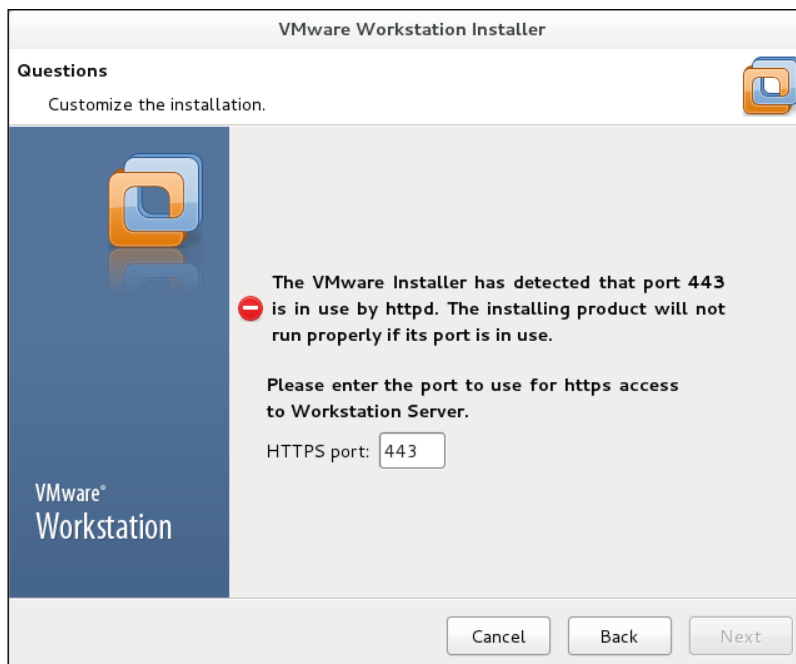 VMware Workstation Installer
Questions
Customize the installation.
The VMware Installer has detected that port 443
is in use by httpd. The installing product will not
run properly if its port is in use.
Please enter the port to use for https access
to Workstation Server.
HTTPS port: 443
VMware®
Workstation
Cancel Back Next